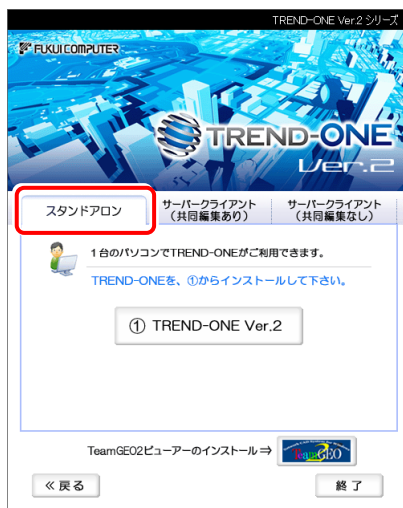 TREND-ONE Ver.2 シリーズ
FUKUI COMPUTER
TREND-ONE
Ver.2
スタンドアロン
サーバークライアント
（共同編集あり）
サーバークライアント
（共同編集なし）
1台のパソコンでTREND-ONEがご利用できます。
TREND-ONEを、①からインストールして下さい。
① TREND-ONE Ver.2
TeamGEO2ビューアーのインストール⇒
TeamGEO
≪戻る
終了